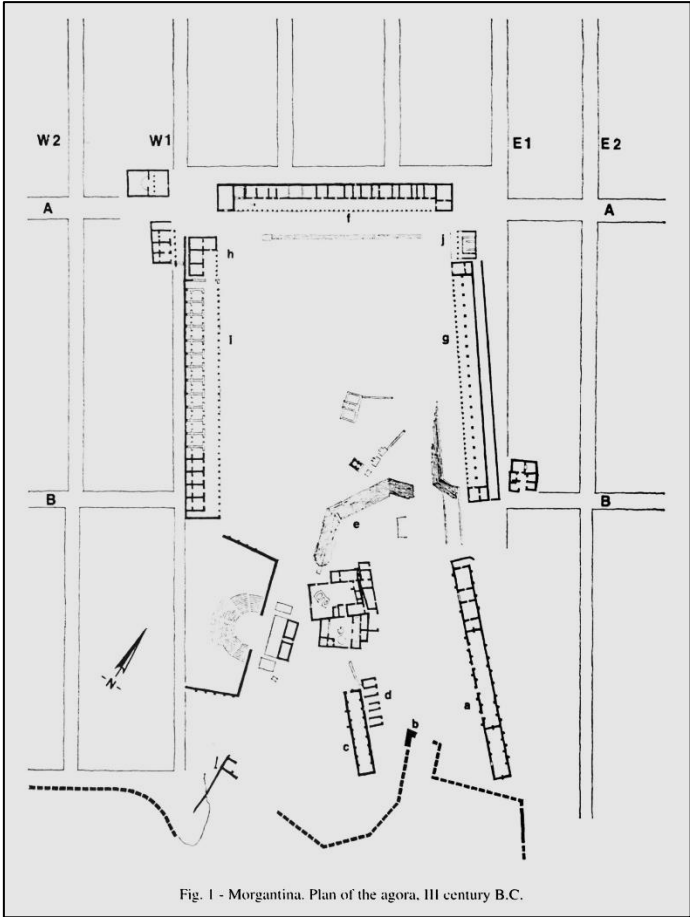 W2 W1 E1 E2
A f A
h j
I g
B B
e
-N-
d
a
b
c
Fig. 1 - Morgantina. Plan of the agora, III century B.C.